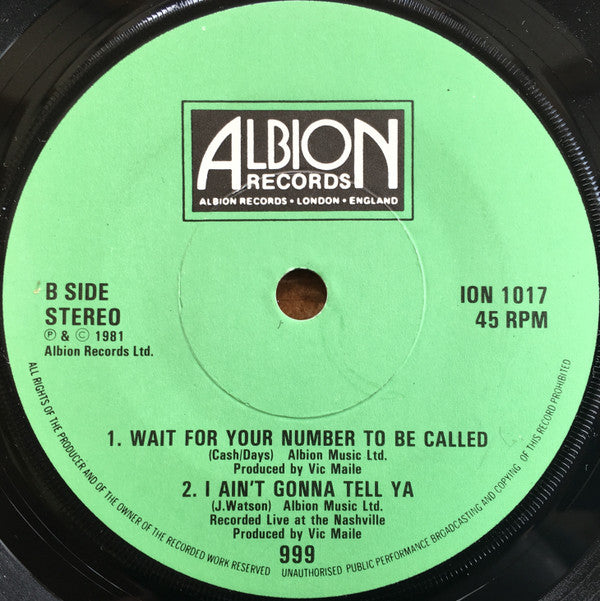 ALBION
RECORDS
ALBION RECORDS • LONDON • ENGLAND
B SIDE
STEREO
℗ & © 1981
Albion Records Ltd.
ION 1017
45 RPM
1. WAIT FOR YOUR NUMBER TO BE CALLED
(Cash/Days) Albion Music Ltd.
Produced by Vic Maile
2. I AIN'T GONNA TELL YA
(J.Watson) Albion Music Ltd.
Recorded Live at the Nashville
Produced by Vic Maile
999
ALL RIGHTS OF THE PRODUCER AND OF THE OWNER OF THE RECORDED WORK RESERVED UNAUTHORISED PUBLIC PERFORMANCE BROADCASTING AND COPYING OF THIS RECORD PROHIBITED